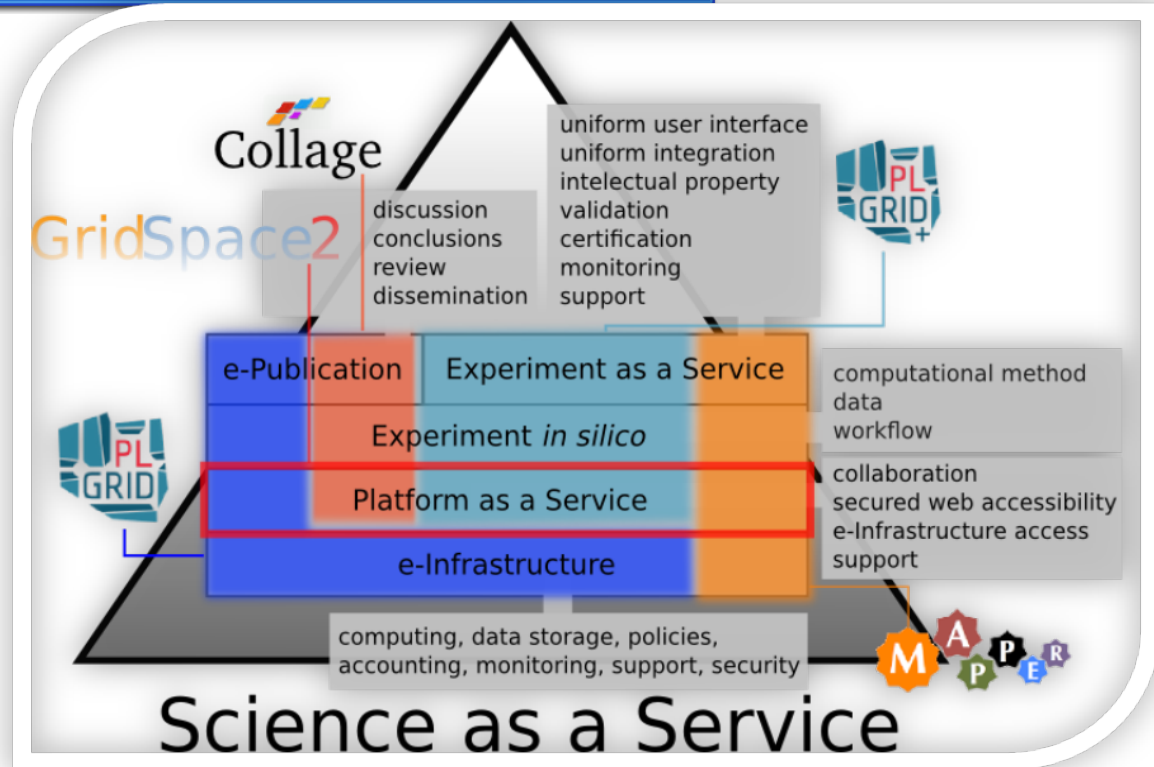 Collage
GridSpace2
discussion
conclusions
review
dissemination
uniform user interface
uniform integration
intelectual property
validation
certification
monitoring
support
PL
GRID
+
e-Publication
Experiment as a Service
Experiment in silico
Platform as a Service
e-Infrastructure
PL
GRID
computational method
data
workflow
collaboration
secured web accessibility
e-Infrastructure access
support
computing, data storage, policies,
accounting, monitoring, support, security
MAPPER
Science as a Service